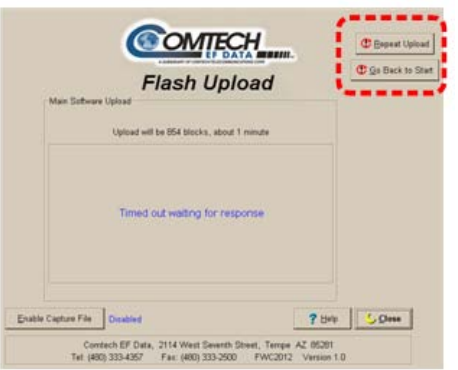 COMTECH
EF DATA
Repeat Upload
Go Back to Start
Flash Upload
Main Software Upload
Upload will be 854 blocks, about 1 minute
Timed out waiting for response
Enable Capture File
Disabled
? Help
Close
Comtech EF Data, 2114 West Seventh Street, Tempe AZ 85281
Tel: (480) 333-4357 Fax: (480) 333-2500 FWC2012 Version 1.0